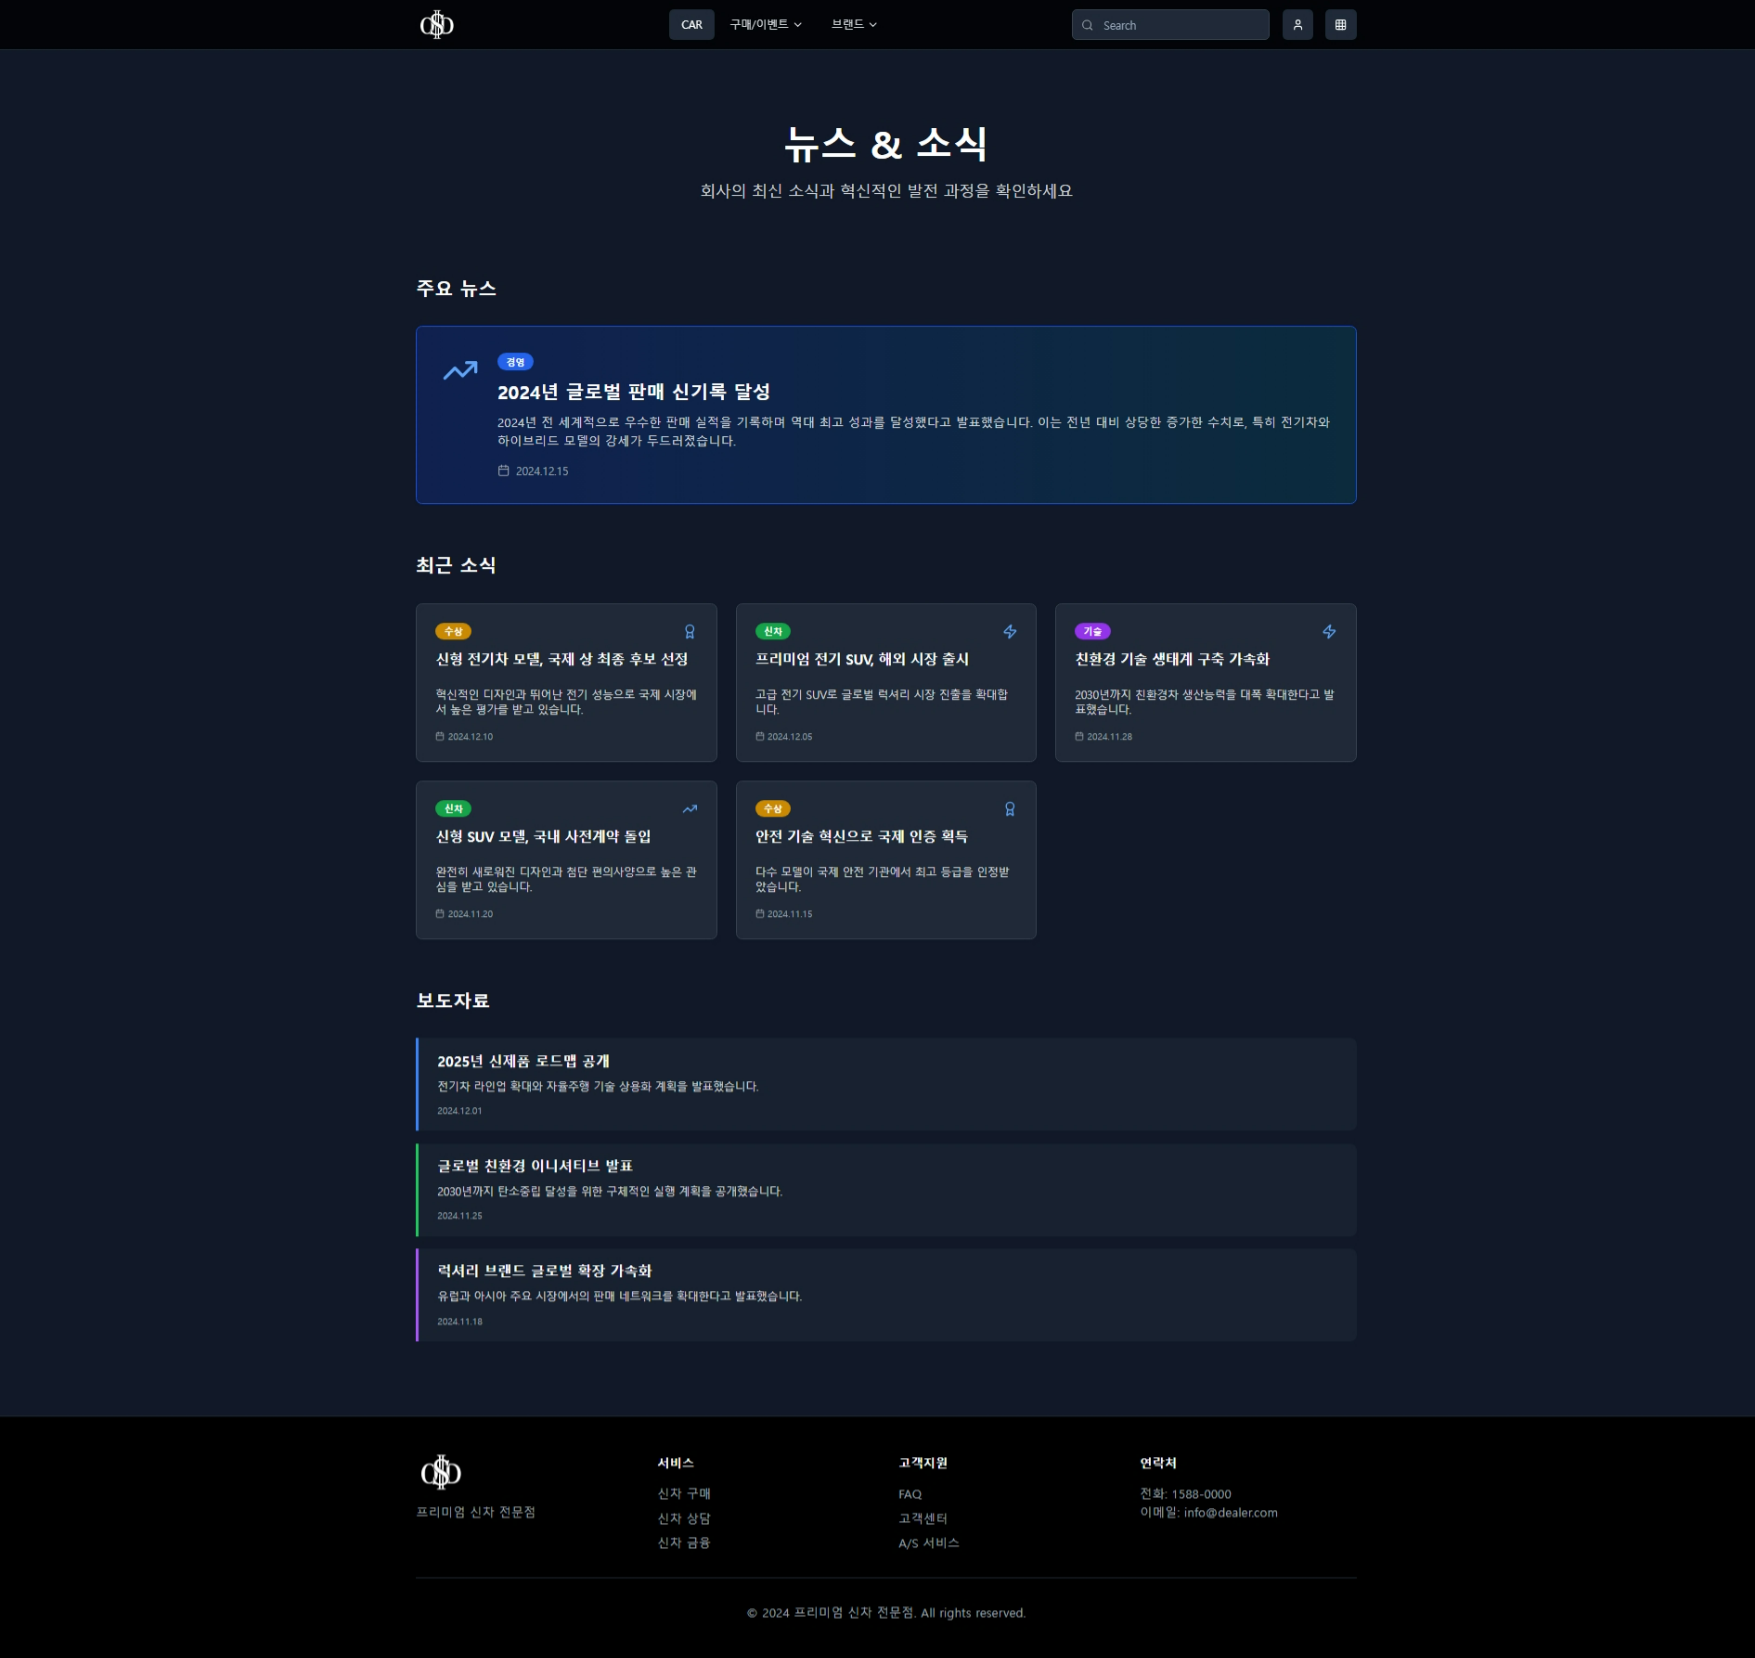 CAR
구매/이벤트
브랜드
Search
뉴스 & 소식
회사의 최신 소식과 혁신적인 발전 과정을 확인하세요
주요 뉴스
경영
2024년 글로벌 판매 신기록 달성
2024년 전 세계적으로 우수한 판매 실적을 기록하며 역대 최고 성과를 달성했다고 발표했습니다. 이는 전년 대비 상당한 증가한 수치로, 특히 전기차와
하이브리드 모델의 강세가 두드러졌습니다.
2024.12.15
최근 소식
수상
신형 전기차 모델, 국제 상 최종 후보 선정
혁신적인 디자인과 뛰어난 전기 성능으로 국제 시장에
서 높은 평가를 받고 있습니다.
2024.12.10
신차
프리미엄 전기 SUV, 해외 시장 출시
고급 전기 SUV로 글로벌 럭셔리 시장 진출을 확대합
니다.
2024.12.05
기술
친환경 기술 생태계 구축 가속화
2030년까지 친환경차 생산능력을 대폭 확대한다고 발
표했습니다.
2024.11.28
신차
신형 SUV 모델, 국내 사전계약 돌입
완전히 새로워진 디자인과 첨단 편의사양으로 높은 관
심을 받고 있습니다.
2024.11.20
수상
안전 기술 혁신으로 국제 인증 획득
다수 모델이 국제 안전 기관에서 최고 등급을 인정받
았습니다.
2024.11.15
보도자료
2025년 신제품 로드맵 공개
전기차 라인업 확대와 자율주행 기술 상용화 계획을 발표했습니다.
2024.12.01
글로벌 친환경 이니셔티브 발표
2030년까지 탄소중립 달성을 위한 구체적인 실행 계획을 공개했습니다.
2024.11.25
럭셔리 브랜드 글로벌 확장 가속화
유럽과 아시아 주요 시장에서의 판매 네트워크를 확대한다고 발표했습니다.
2024.11.18
프리미엄 신차 전문점
서비스
신차 구매
신차 상담
신차 금융
고객지원
FAQ
고객센터
A/S 서비스
연락처
전화: 1588-0000
이메일: info@dealer.com
© 2024 프리미엄 신차 전문점. All rights reserved.